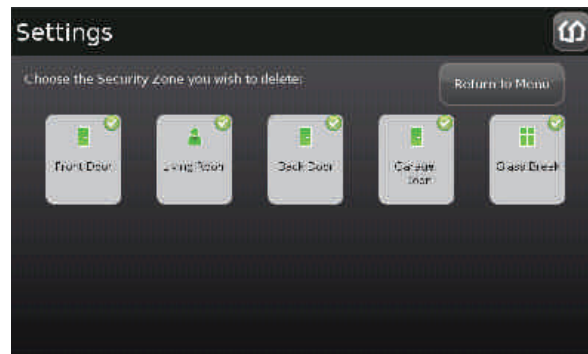 Settings
Choose the Security Zone you wish to delete:
Return to Menu
Front Door
Living Room
Back Door
Garage
Door
Glass Break